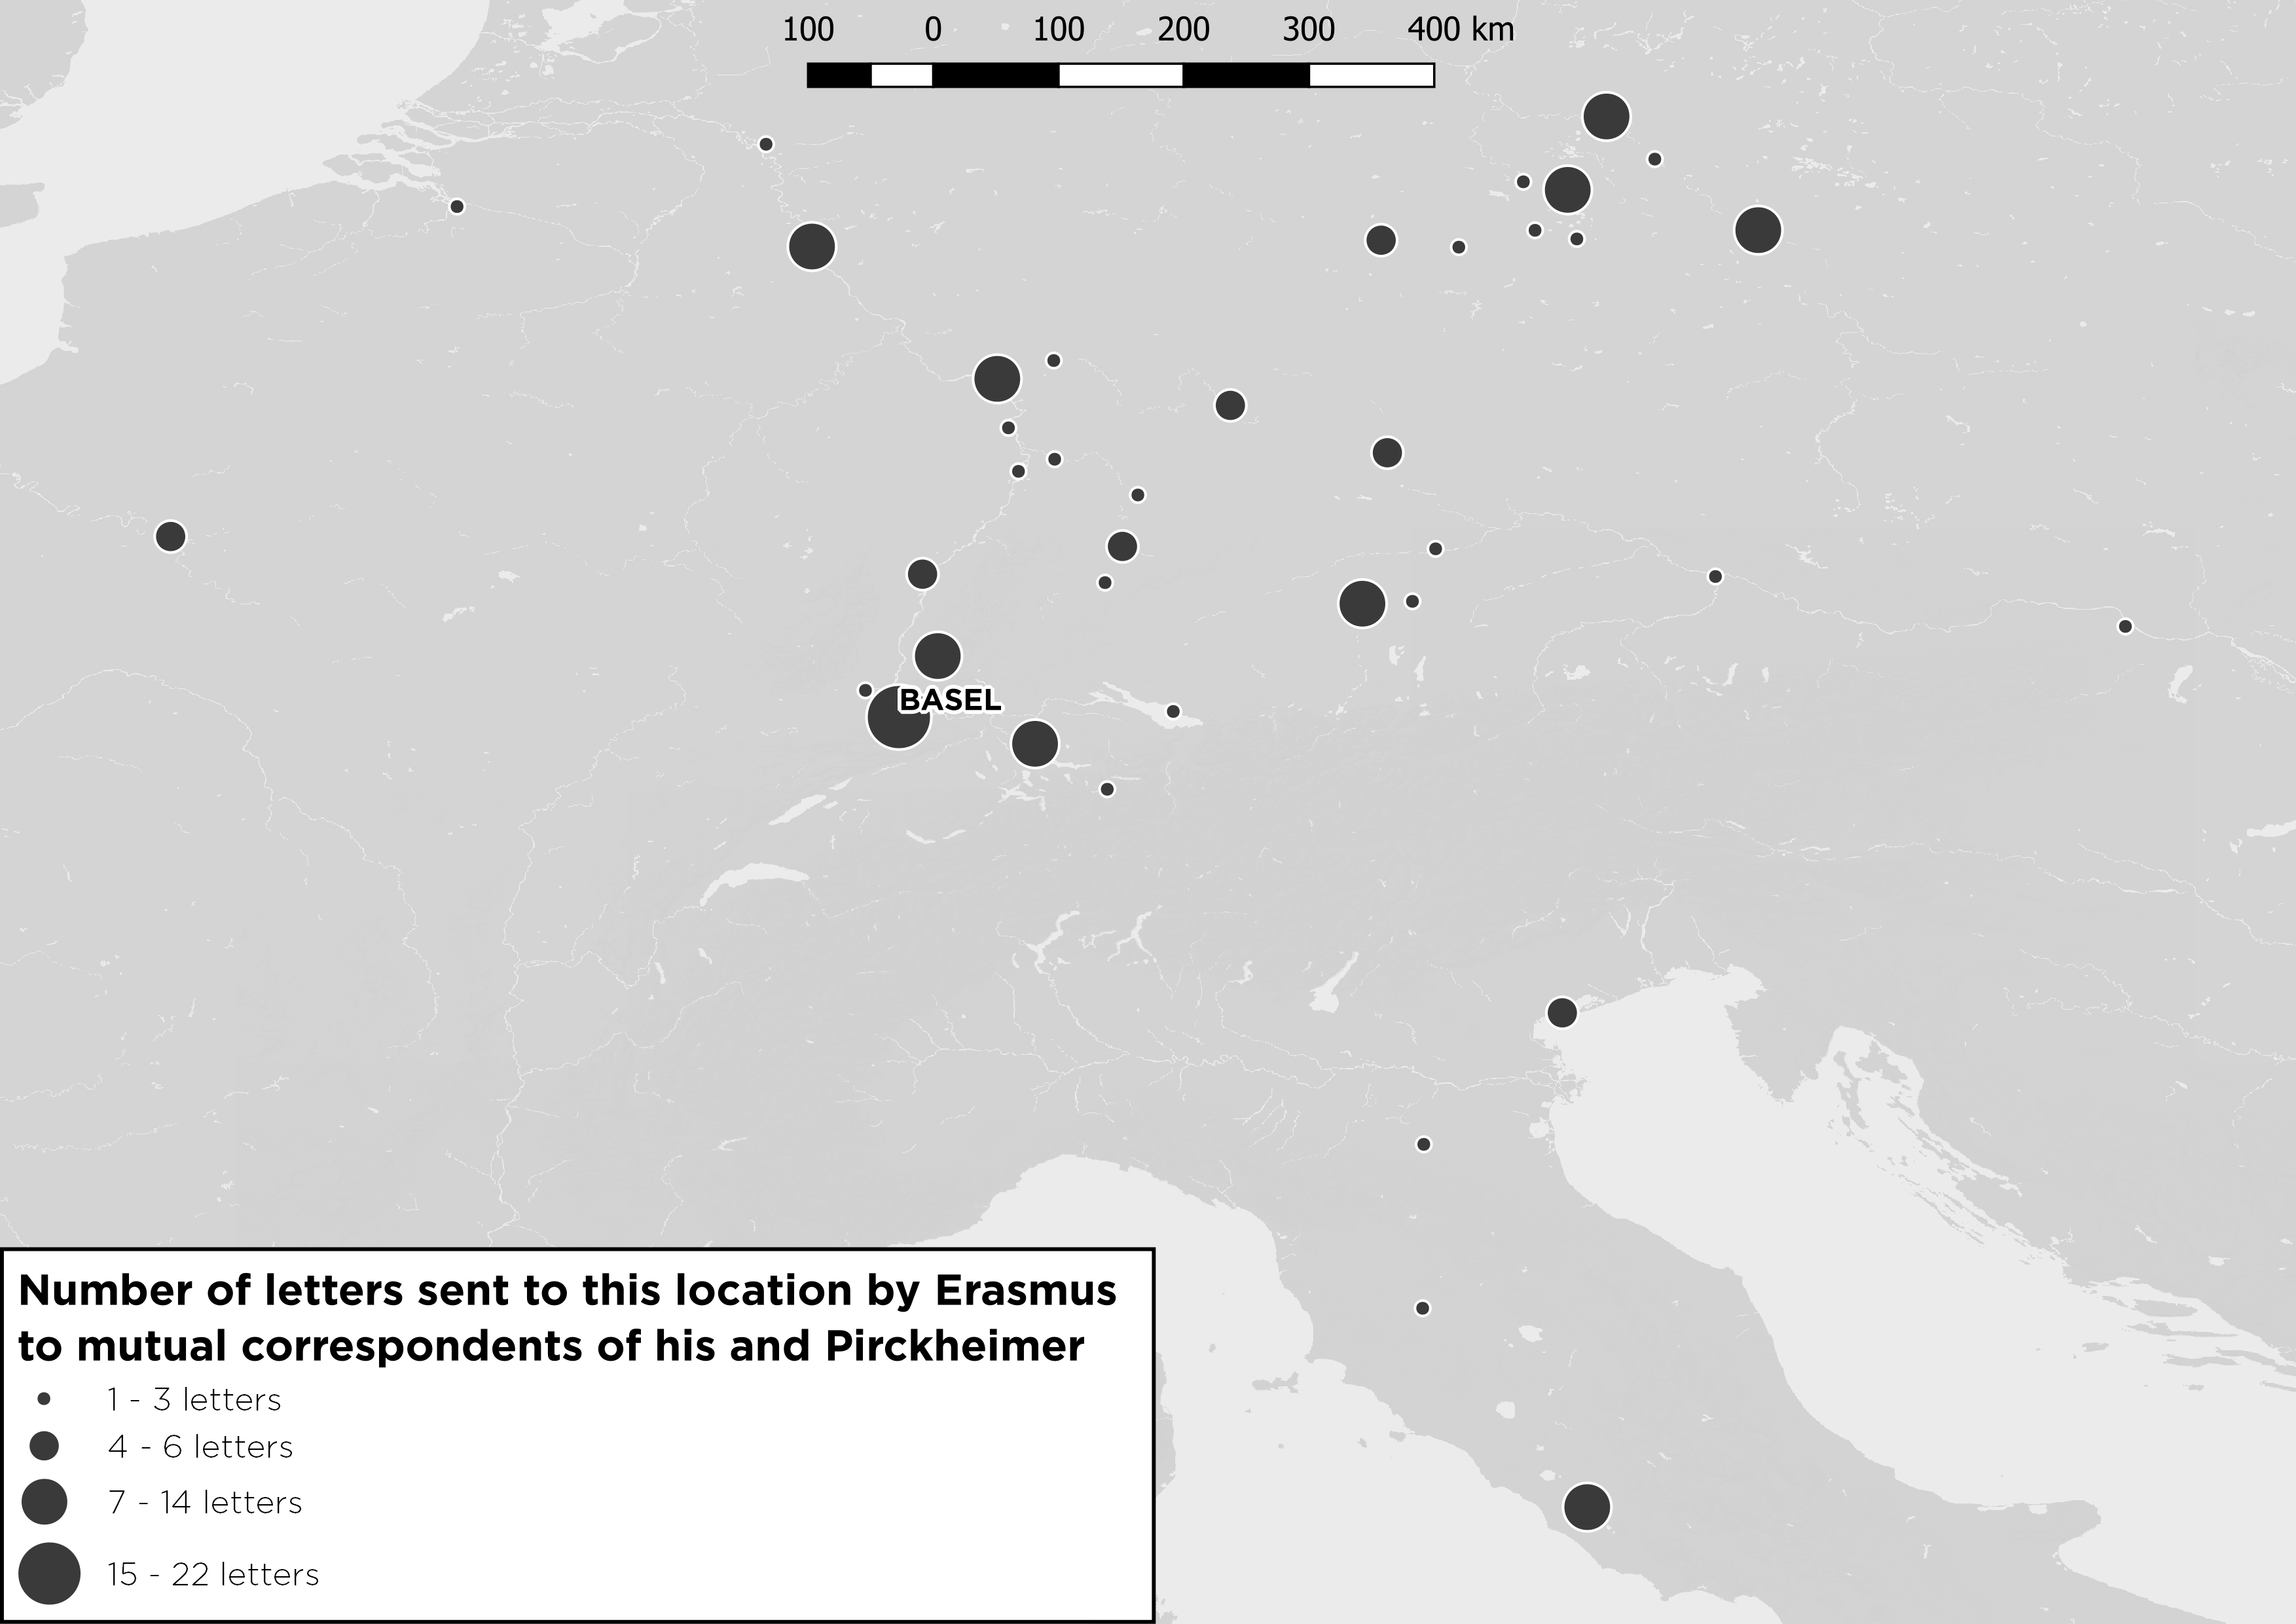 100 0 100 200 300 400 km
BASEL
Number of letters sent to this location by Erasmus
to mutual correspondents of his and Pirckheimer
1 - 3 letters
4 - 6 letters
7 - 14 letters
15 - 22 letters